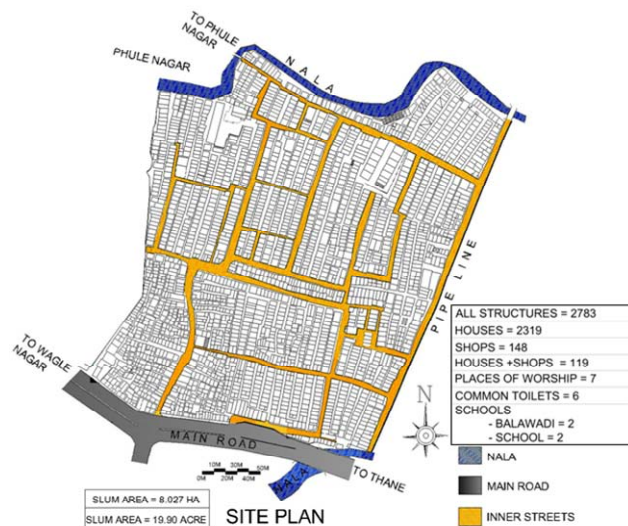 TO PHULE
NAGAR
PHULE NAGAR
NALA
PIPE LINE
ALL STRUCTURES = 2783
HOUSES = 2319
SHOPS = 148
HOUSES +SHOPS = 119
PLACES OF WORSHIP = 7
COMMON TOILETS = 6
SCHOOLS
- BALAWADI = 2
- SCHOOL = 2
TO WAGLE
NAGAR
N
MAIN ROAD
NALA
TO THANE
10M 30M 50M
0M 20M 40M
NALA
MAIN ROAD
INNER STREETS
SLUM AREA = 8.027 HA
SLUM AREA = 19.90 ACRE
SITE PLAN